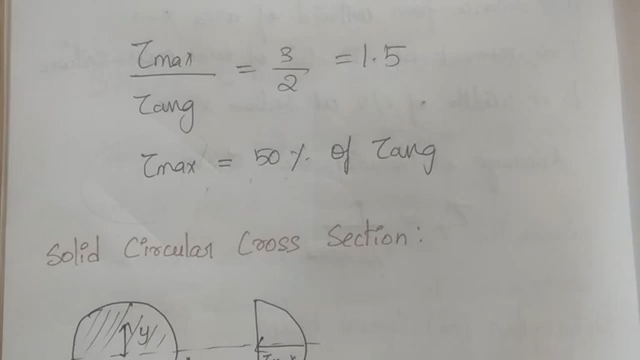 τmax / τavg = 3/2 = 1.5
τmax = 50 % of τavg
Solid Circular Cross Section:
y